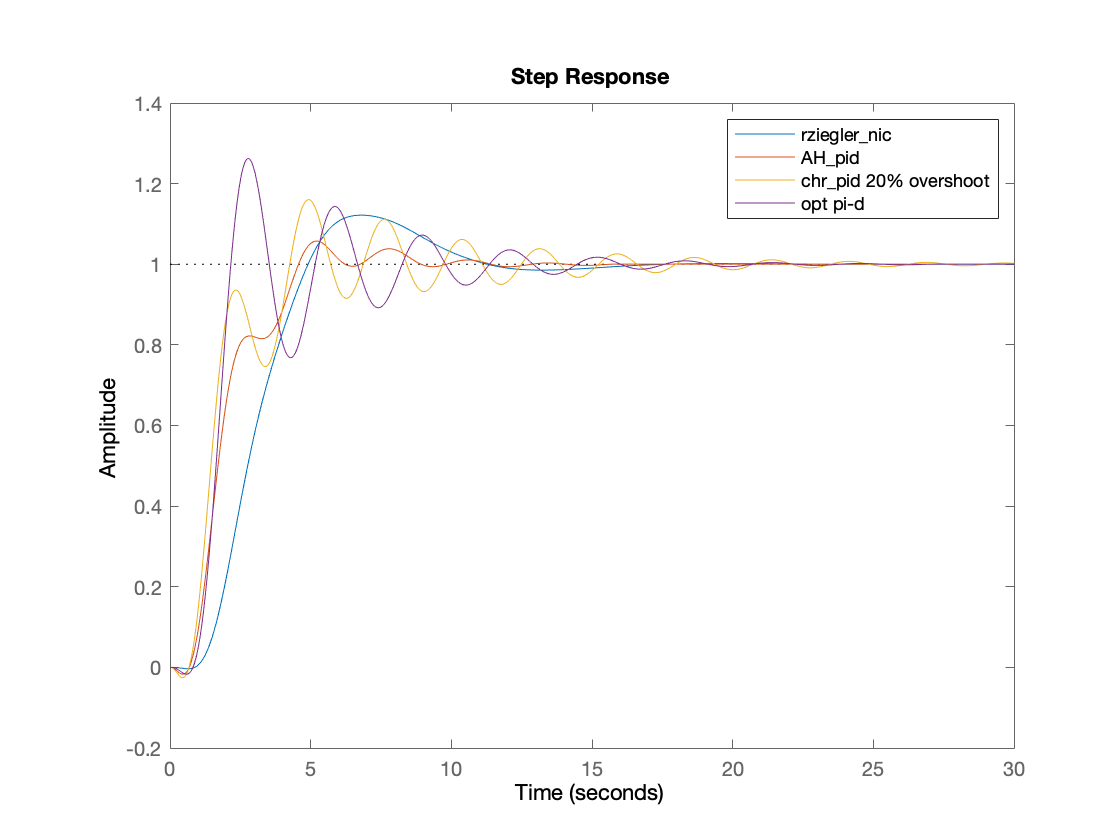 Step Response
rziegler_nic
AH_pid
chr_pid 20% overshoot
opt pi-d
1.4
1.2
1
0.8
0.6
0.4
0.2
0
-0.2
Amplitude
0 5 10 15 20 25 30
Time (seconds)